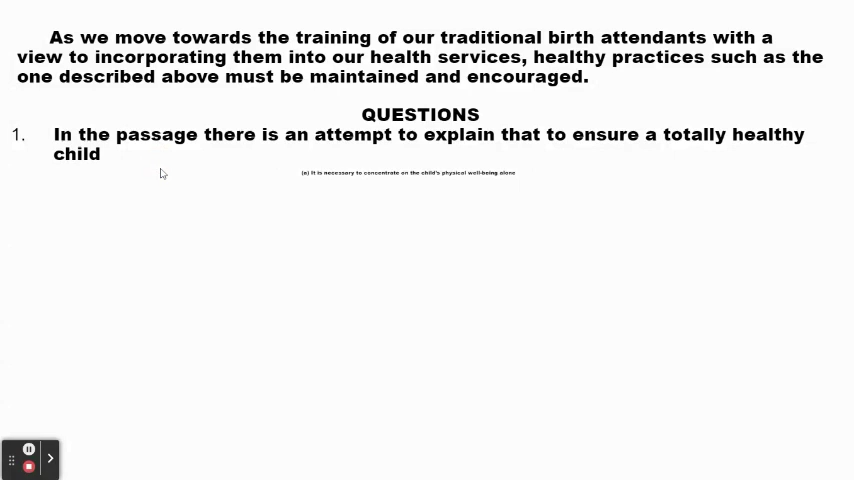 As we move towards the training of our traditional birth attendants with a
view to incorporating them into our health services, healthy practices such as the
one described above must be maintained and encouraged.
QUESTIONS
1. In the passage there is an attempt to explain that to ensure a totally healthy
child
(a) It is necessary to concentrate on the child's physical well-being alone